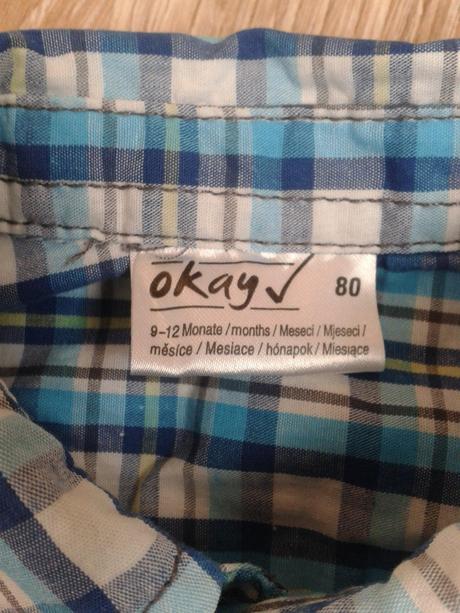 okay✓ 80
9-12 Monate / months / Meseci / Mjeseci /
měsíce / Mesiace / hónapok / Miesiące